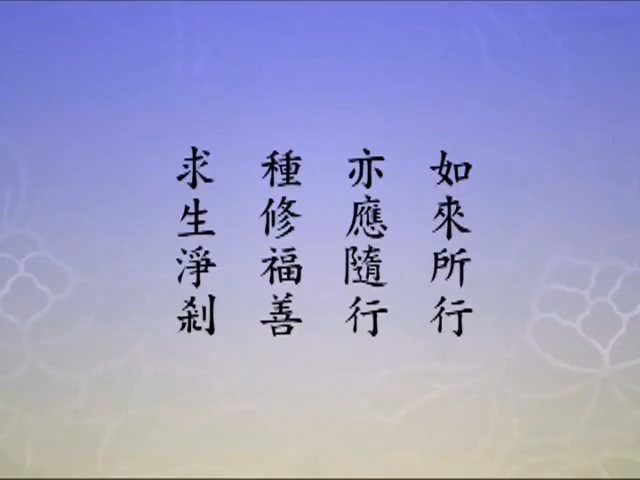 如來所行
亦應隨行
種修福善
求生淨剎